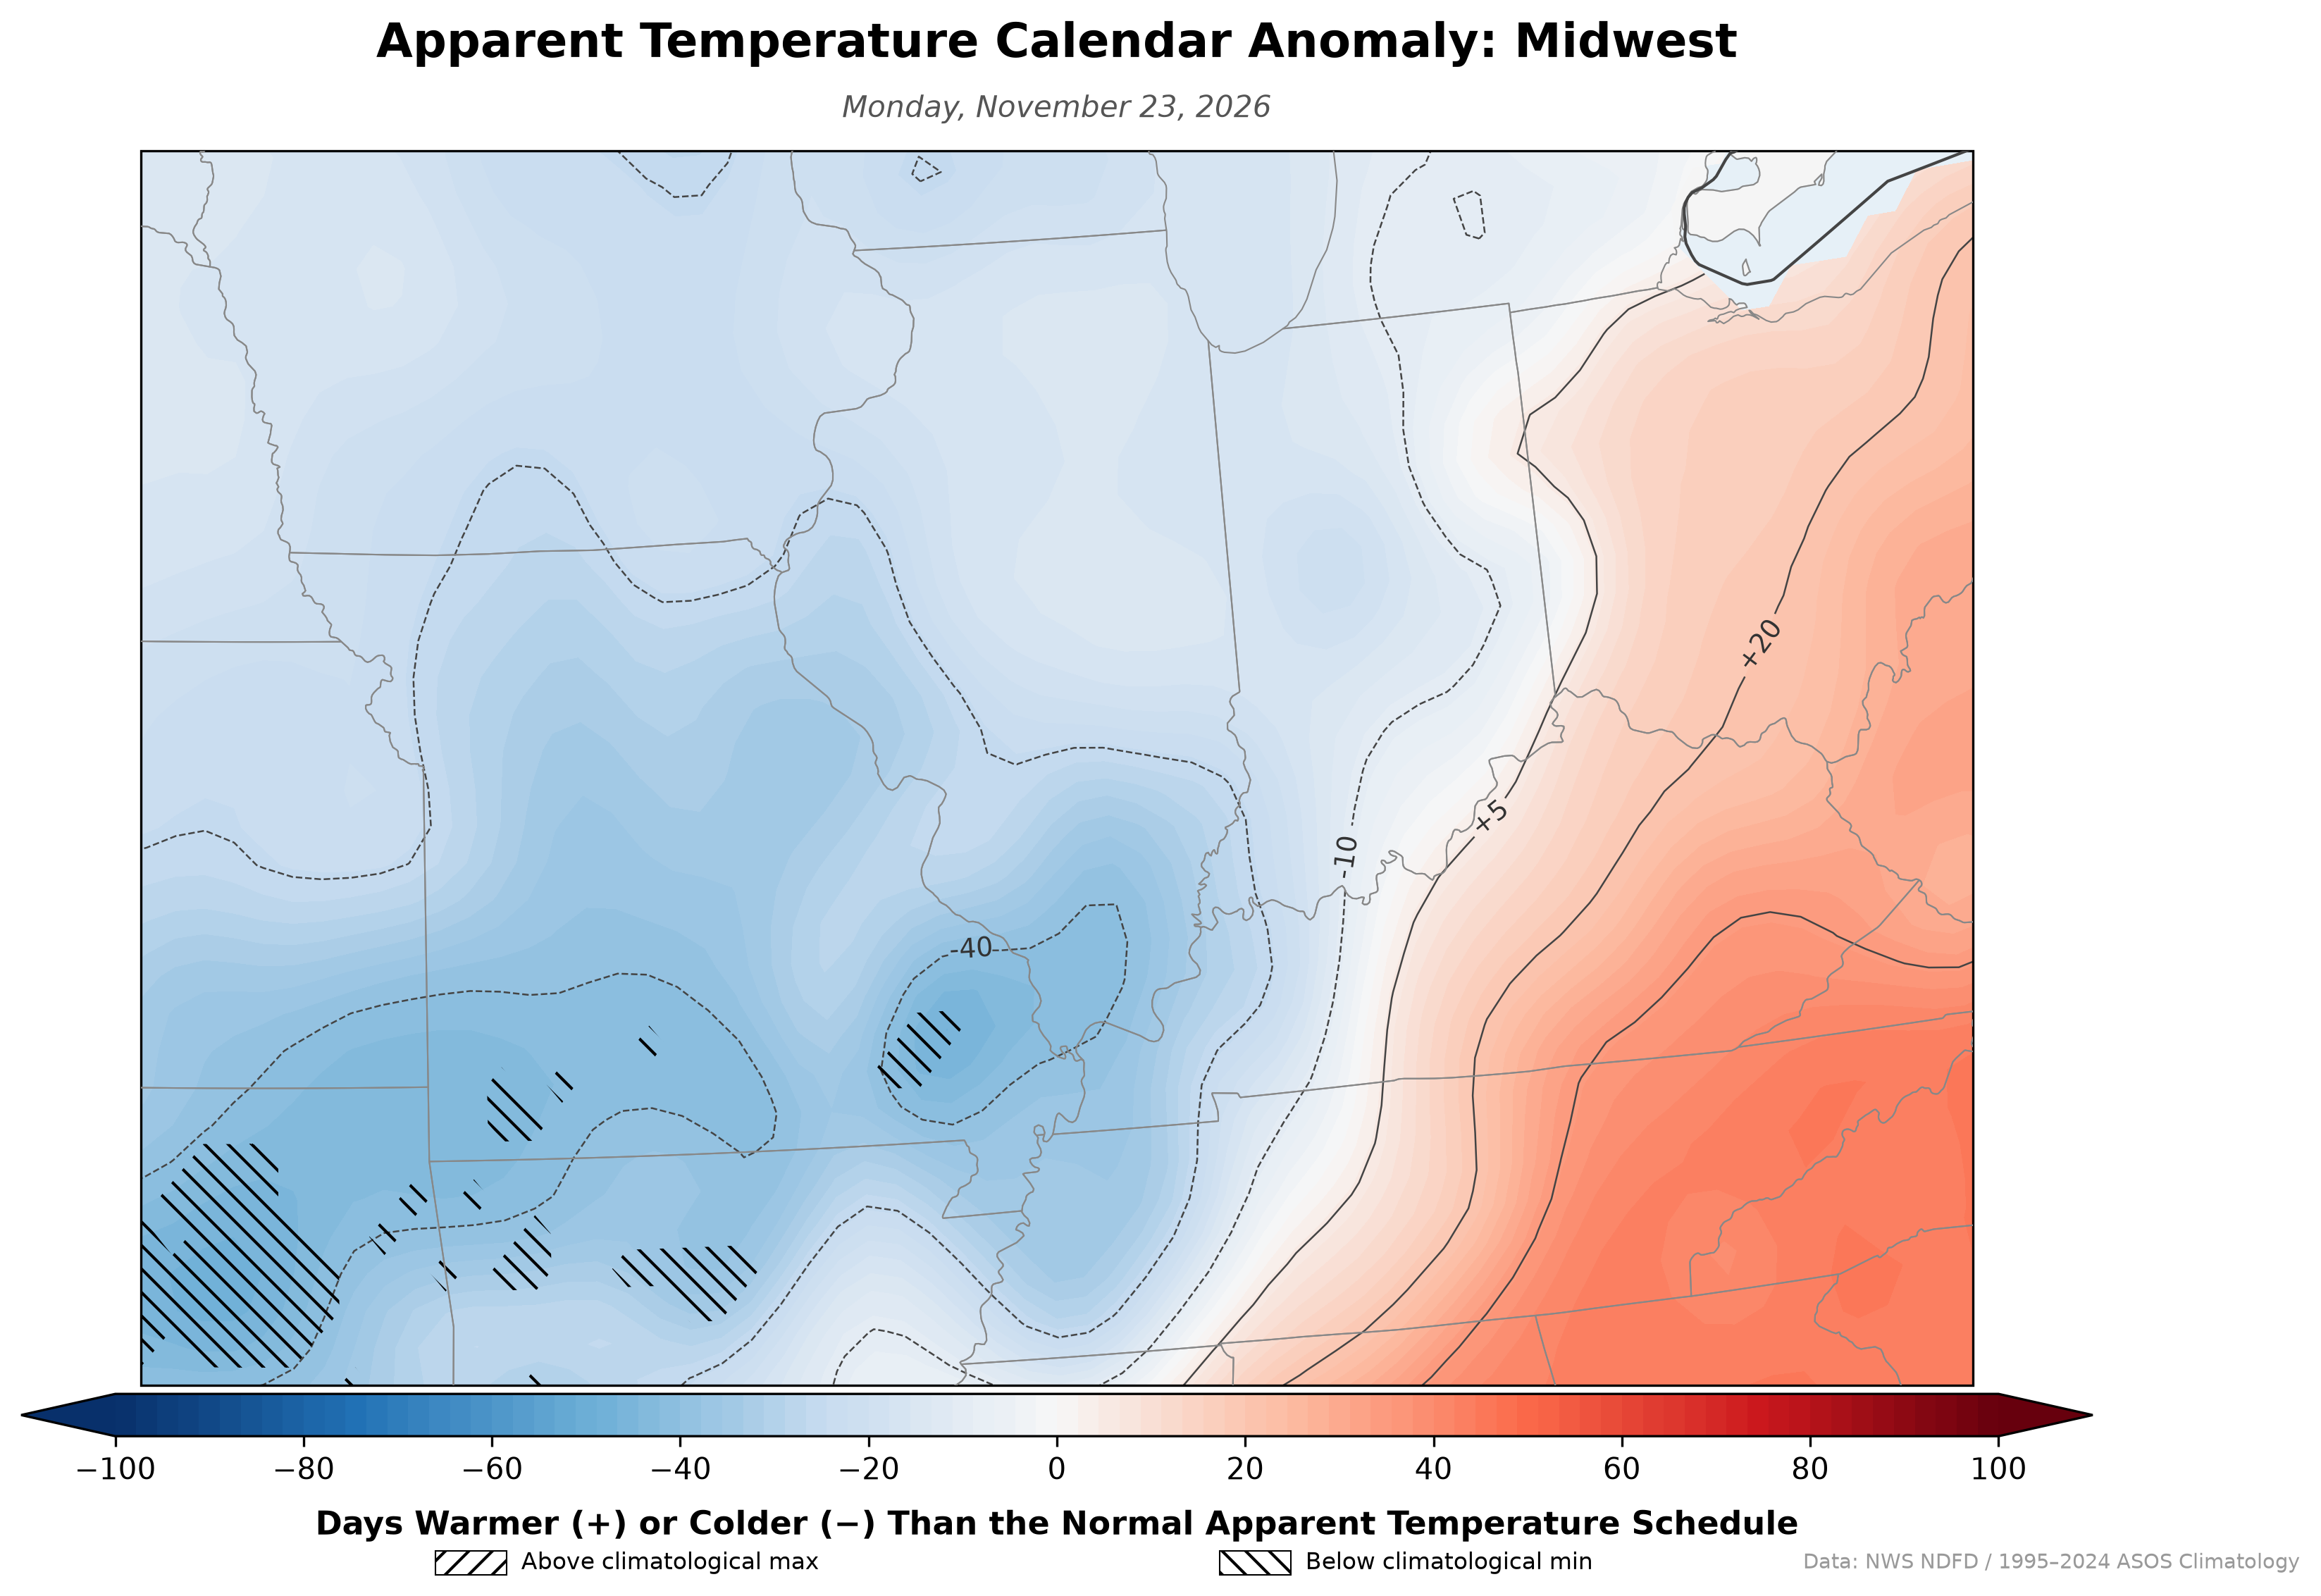 Apparent Temperature Calendar Anomaly: Midwest
Monday, November 23, 2026
+20
+5
10
-40
−100 −80 −60 −40 −20 0 20 40 60 80 100
Days Warmer (+) or Colder (−) Than the Normal Apparent Temperature Schedule
Above climatological max
Below climatological min
Data: NWS NDFD / 1995–2024 ASOS Climatology